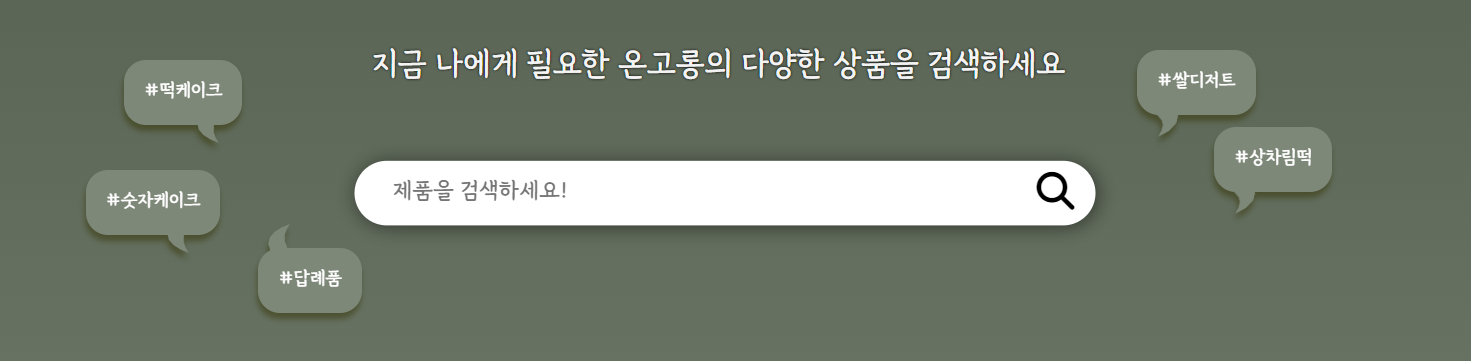 지금 나에게 필요한 온고롱의 다양한 상품을 검색하세요
#떡케이크
#쌀디저트
#상차림떡
제품을 검색하세요!
#숫자케이크
#답례품